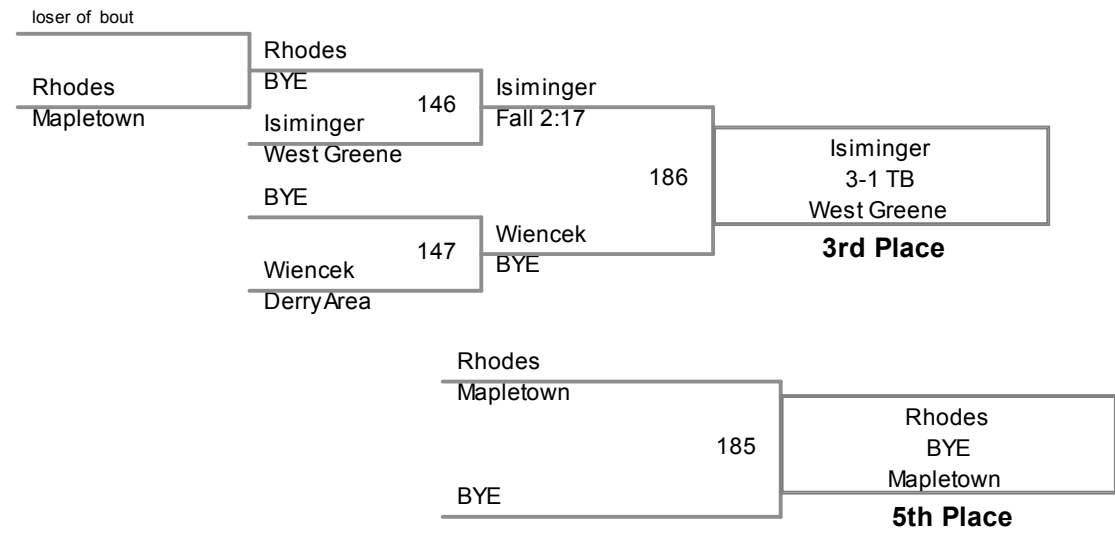 loser of bout
Rhodes
BYE
Rhodes
Mapletown
146
Isiminger
Fall 2:17
Isiminger
West Greene
186
Isiminger
3-1 TB
West Greene
3rd Place
BYE
147
Wiencek
BYE
Wiencek
Derry Area
Rhodes
Mapletown
185
Rhodes
BYE
Mapletown
5th Place
BYE